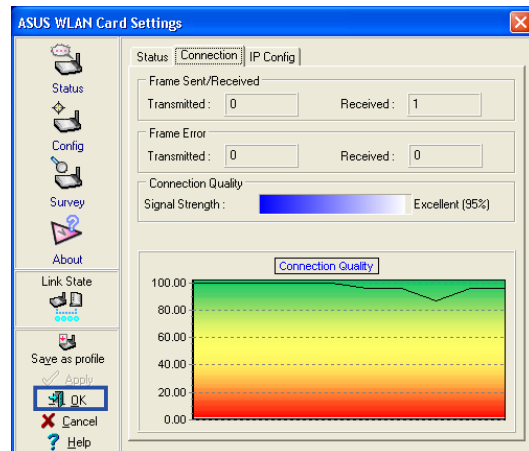 ASUS WLAN Card Settings
Status
Config
Survey
About
Link State
Save as profile
Apply
OK
Cancel
Help
Status Connection IP Config
Frame Sent/Received
Transmitted : 0 Received : 1
Frame Error
Transmitted : 0 Received : 0
Connection Quality
Signal Strength : Excellent (95%)
Connection Quality
100.00
80.00
60.00
40.00
20.00
0.00